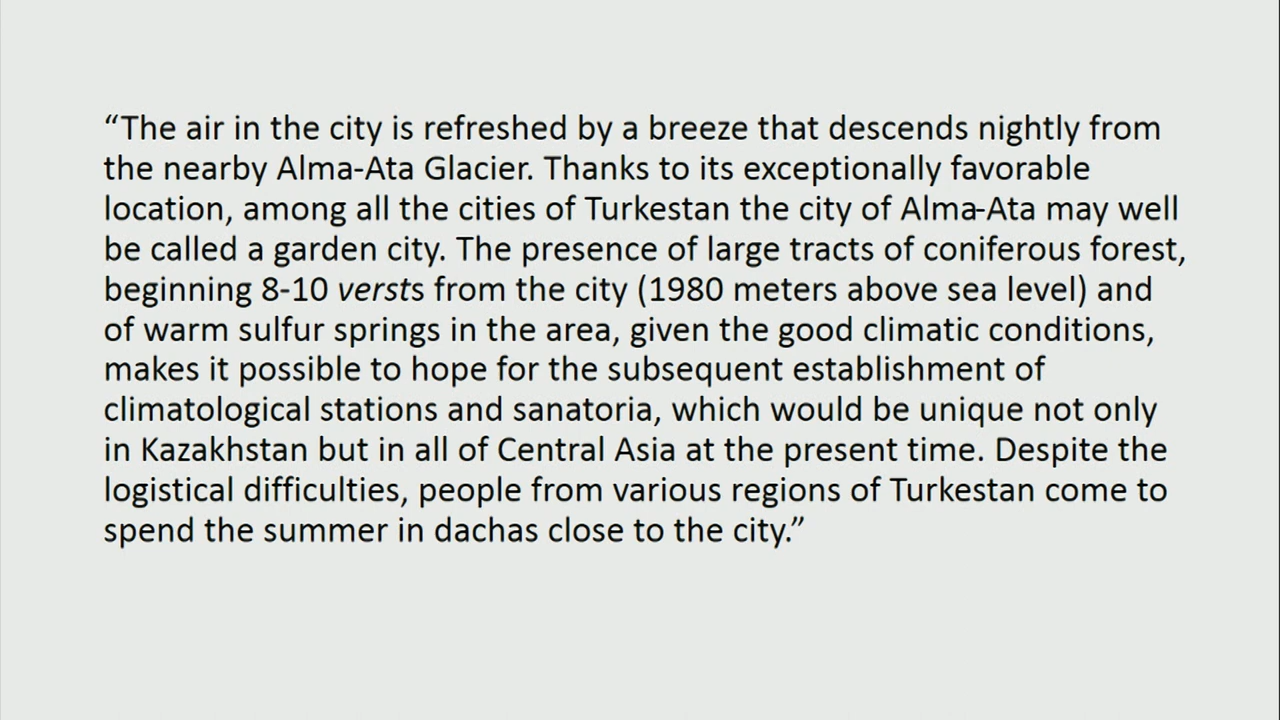 “The air in the city is refreshed by a breeze that descends nightly from
the nearby Alma-Ata Glacier. Thanks to its exceptionally favorable
location, among all the cities of Turkestan the city of Alma-Ata may well
be called a garden city. The presence of large tracts of coniferous forest,
beginning 8-10 versts from the city (1980 meters above sea level) and
of warm sulfur springs in the area, given the good climatic conditions,
makes it possible to hope for the subsequent establishment of
climatological stations and sanatoria, which would be unique not only
in Kazakhstan but in all of Central Asia at the present time. Despite the
logistical difficulties, people from various regions of Turkestan come to
spend the summer in dachas close to the city.”